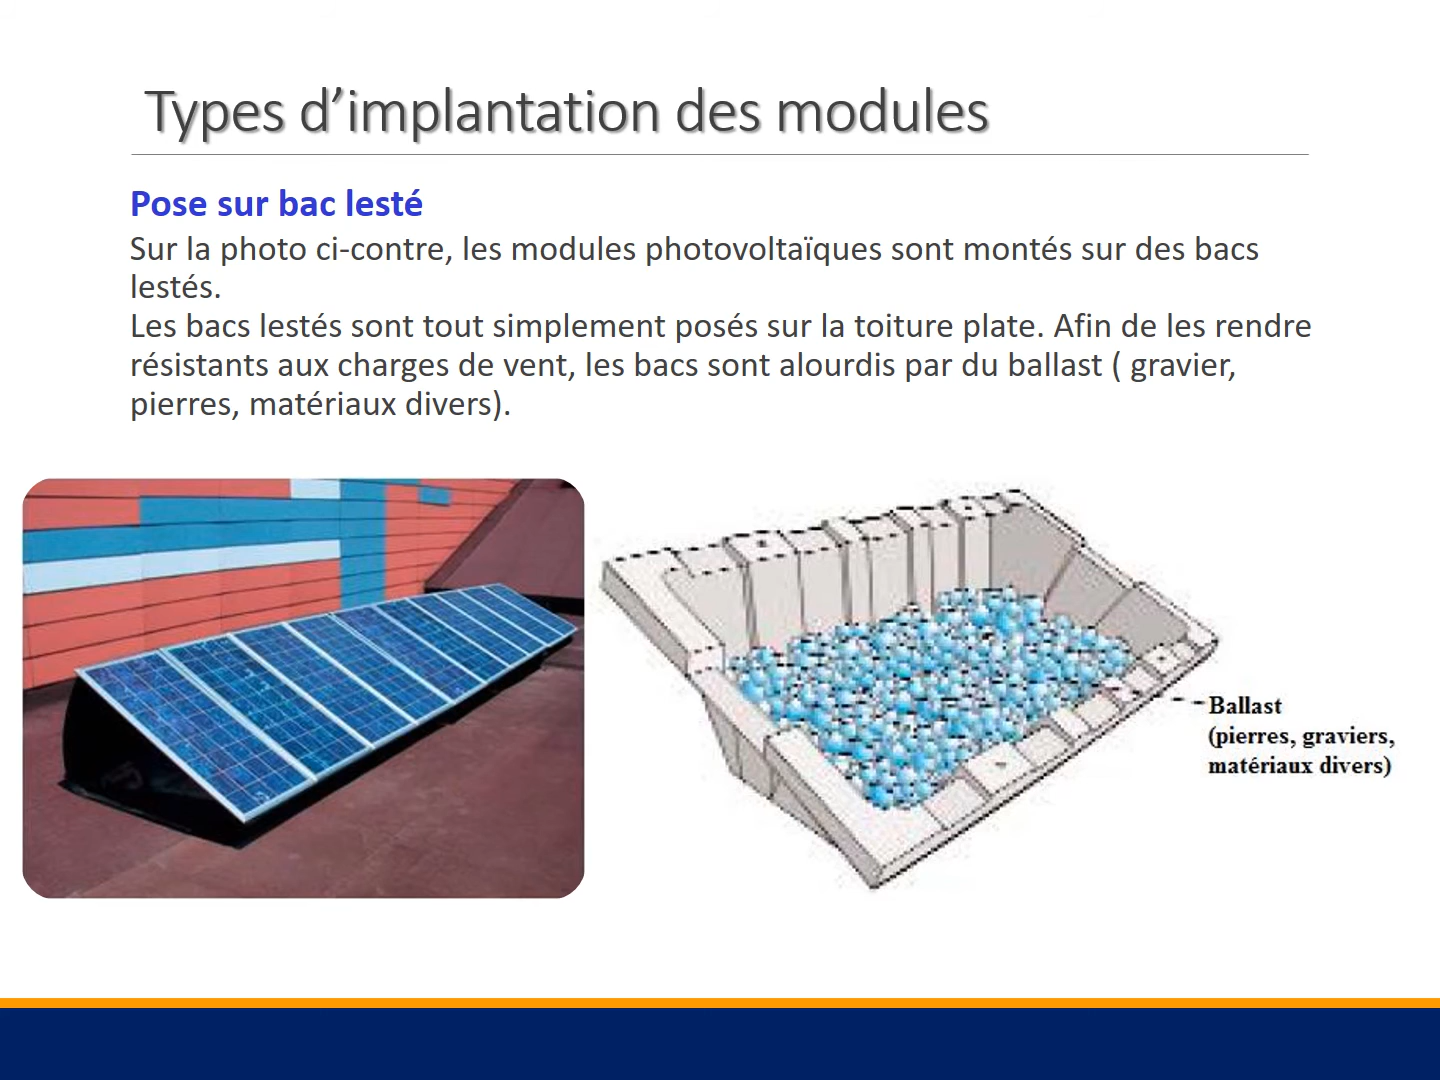 Types d’implantation des modules
Pose sur bac lesté
Sur la photo ci-contre, les modules photovoltaïques sont montés sur des bacs
lestés.
Les bacs lestés sont tout simplement posés sur la toiture plate. Afin de les rendre
résistants aux charges de vent, les bacs sont alourdis par du ballast ( gravier,
pierres, matériaux divers).
Ballast
(pierres, graviers,
matériaux divers)